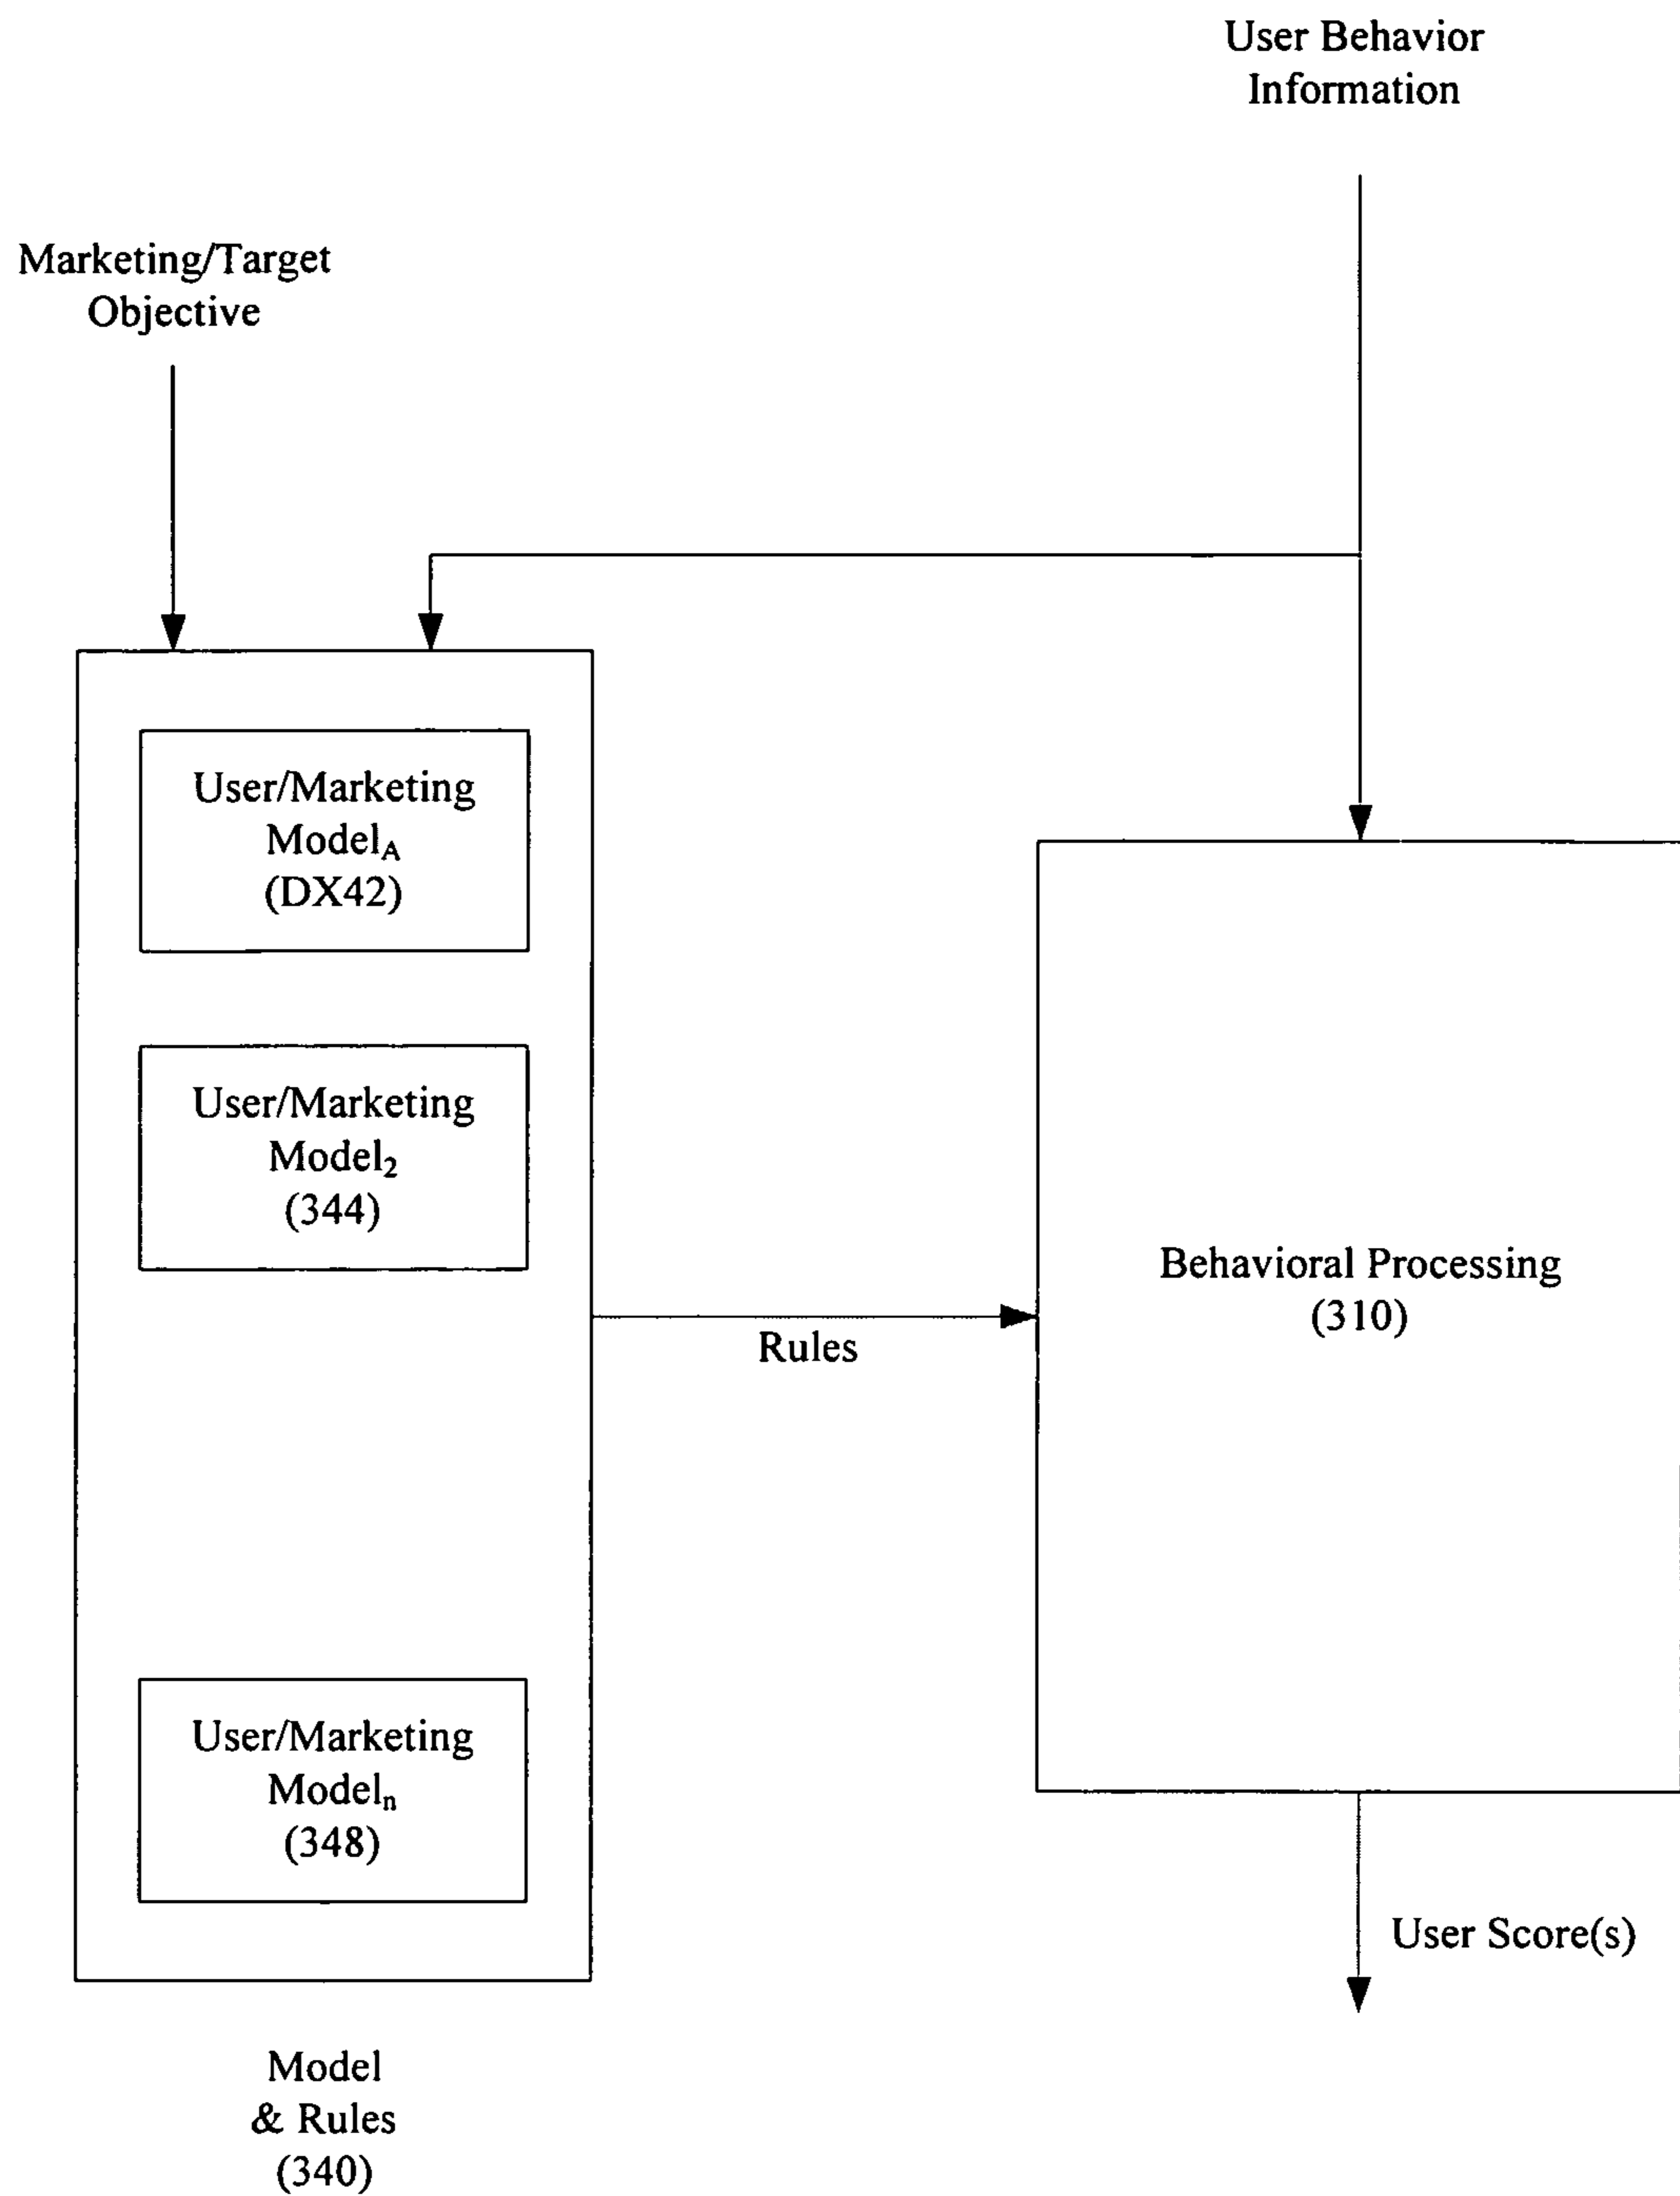 User Behavior
Information
Marketing/Target
Objective
User/Marketing
Model_A
(DX42)
User/Marketing
Model₂
(344)
Rules
Behavioral Processing
(310)
User/Marketing
Modelₙ
(348)
User Score(s)
Model
& Rules
(340)